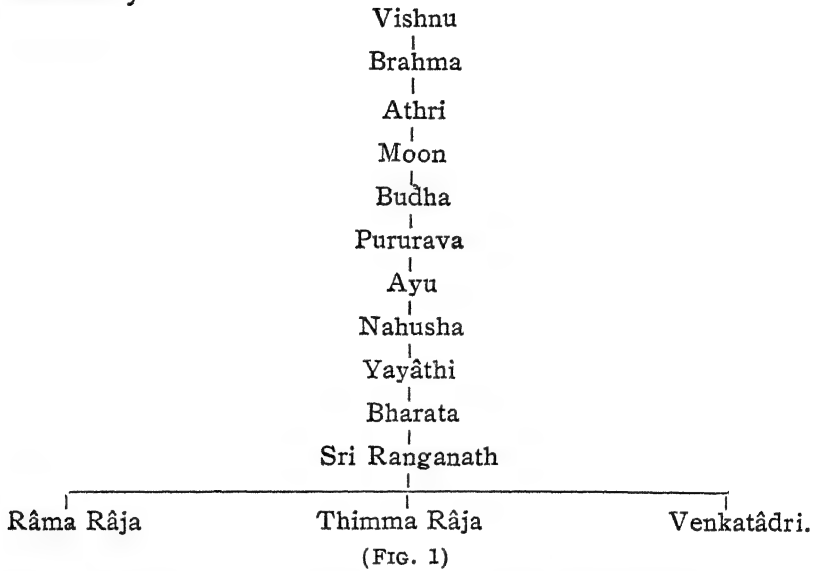 Vishnu
Brahma
Athri
Moon
Budha
Pururava
Ayu
Nahusha
Yayâthi
Bharata
Sri Ranganath
Râma Râja Thimma Râja Venkatâdri.
(FIG. 1)